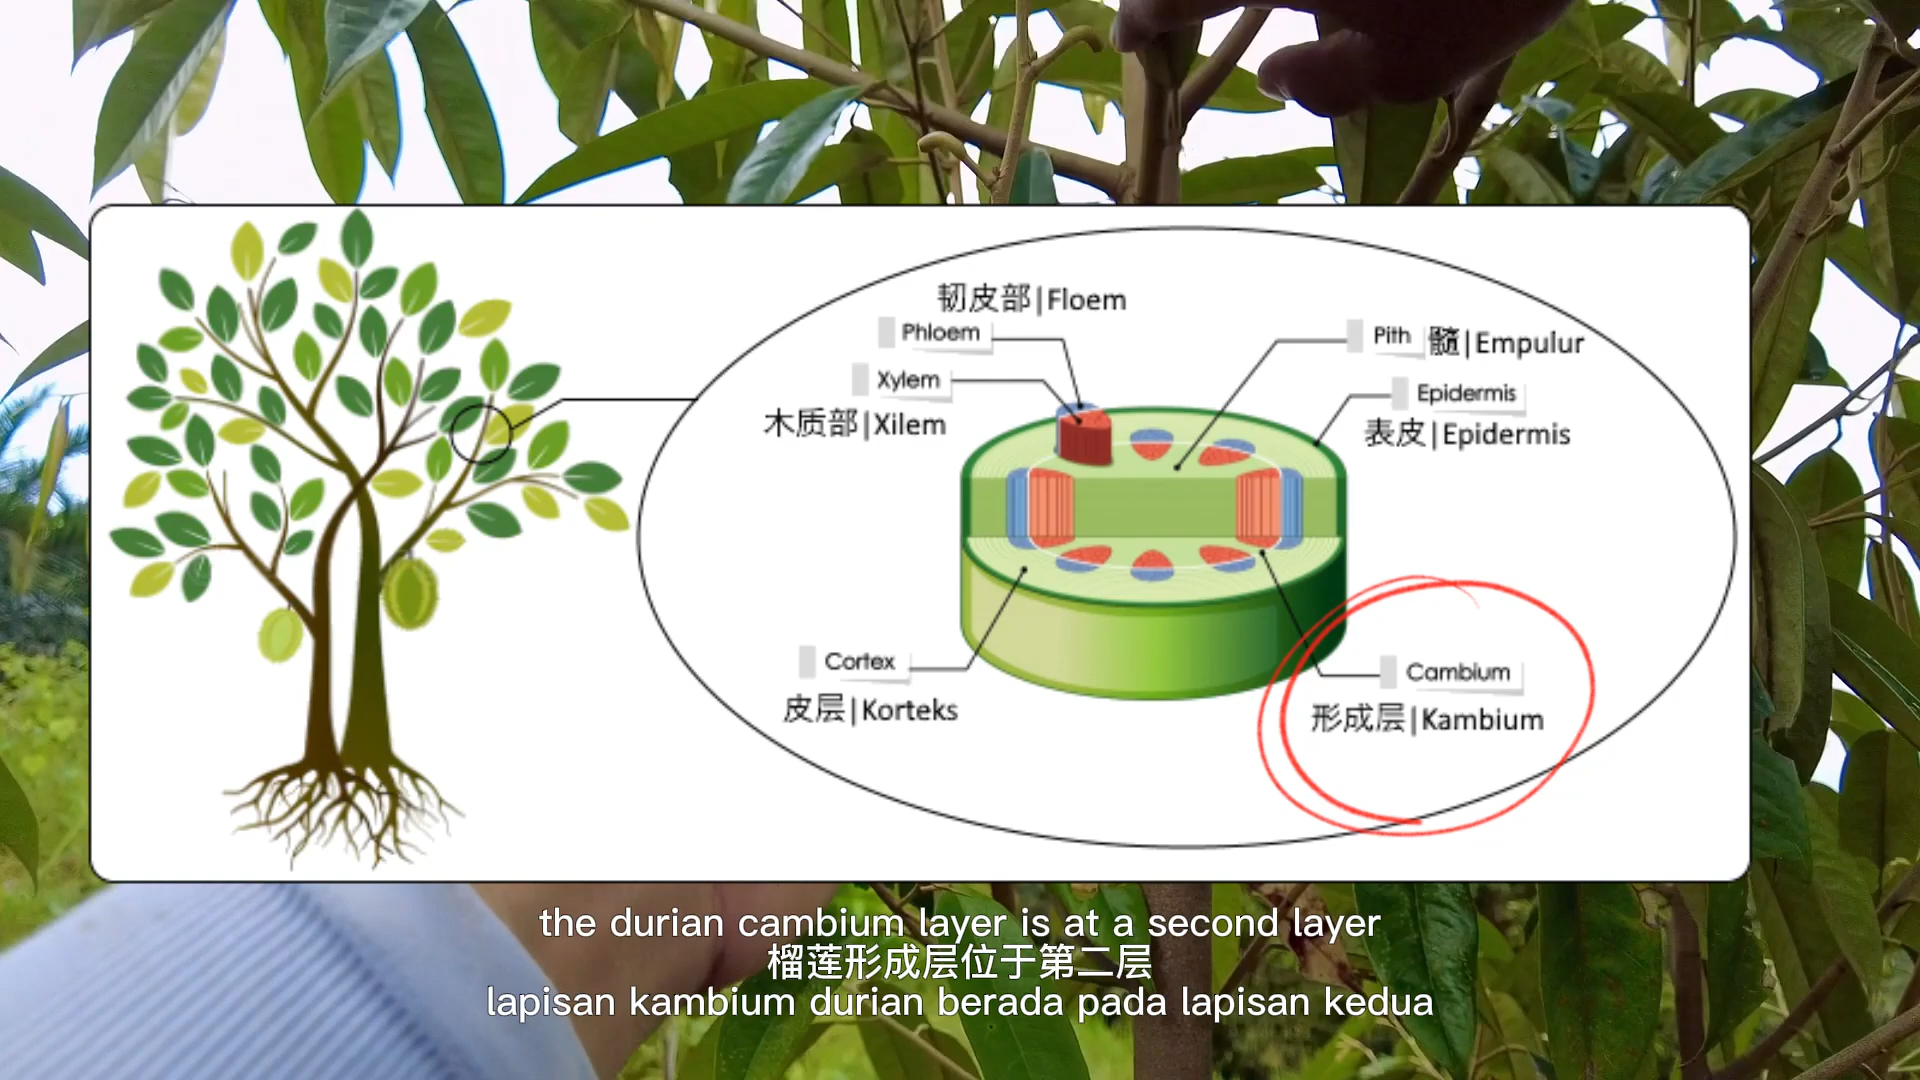 韧皮部|Floem
Phloem
Xylem
木质部|Xilem
Pith 髓|Empulur
Epidermis
表皮|Epidermis
Cortex
皮层|Korteks
Cambium
形成层|Kambium
the durian cambium layer is at a second layer
榴莲形成层位于第二层
lapisan kambium durian berada pada lapisan kedua